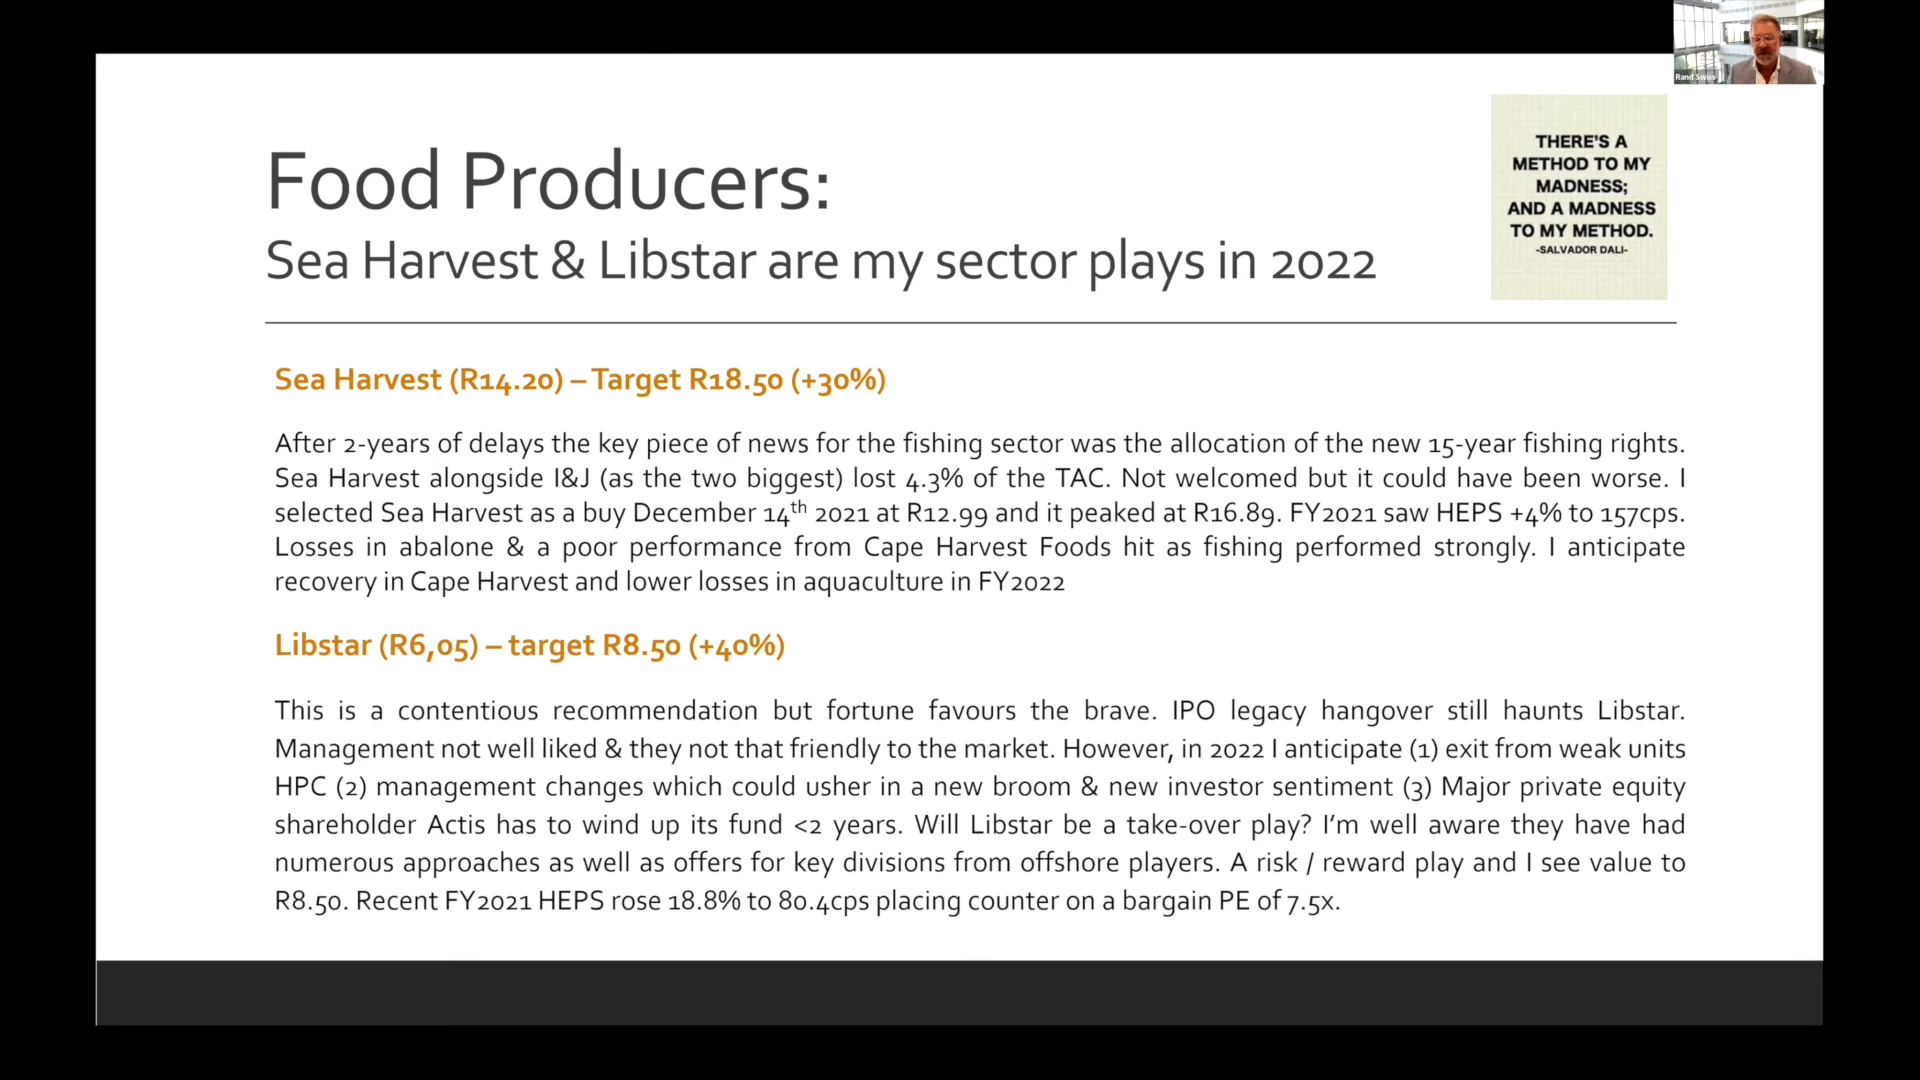 Rand Swiss
THERE'S A
METHOD TO MY
MADNESS;
AND A MADNESS
TO MY METHOD.
-SALVADOR DALI-
Food Producers:
Sea Harvest & Libstar are my sector plays in 2022
Sea Harvest (R14.20) – Target R18.50 (+30%)
After 2-years of delays the key piece of news for the fishing sector was the allocation of the new 15-year fishing rights.
Sea Harvest alongside I&J (as the two biggest) lost 4.3% of the TAC. Not welcomed but it could have been worse. I
selected Sea Harvest as a buy December 14th 2021 at R12.99 and it peaked at R16.89. FY2021 saw HEPS +4% to 157cps.
Losses in abalone & a poor performance from Cape Harvest Foods hit as fishing performed strongly. I anticipate
recovery in Cape Harvest and lower losses in aquaculture in FY2022
Libstar (R6,05) – target R8.50 (+40%)
This is a contentious recommendation but fortune favours the brave. IPO legacy hangover still haunts Libstar.
Management not well liked & they not that friendly to the market. However, in 2022 I anticipate (1) exit from weak units
HPC (2) management changes which could usher in a new broom & new investor sentiment (3) Major private equity
shareholder Actis has to wind up its fund <2 years. Will Libstar be a take-over play? I'm well aware they have had
numerous approaches as well as offers for key divisions from offshore players. A risk / reward play and I see value to
R8.50. Recent FY2021 HEPS rose 18.8% to 80.4cps placing counter on a bargain PE of 7.5x.